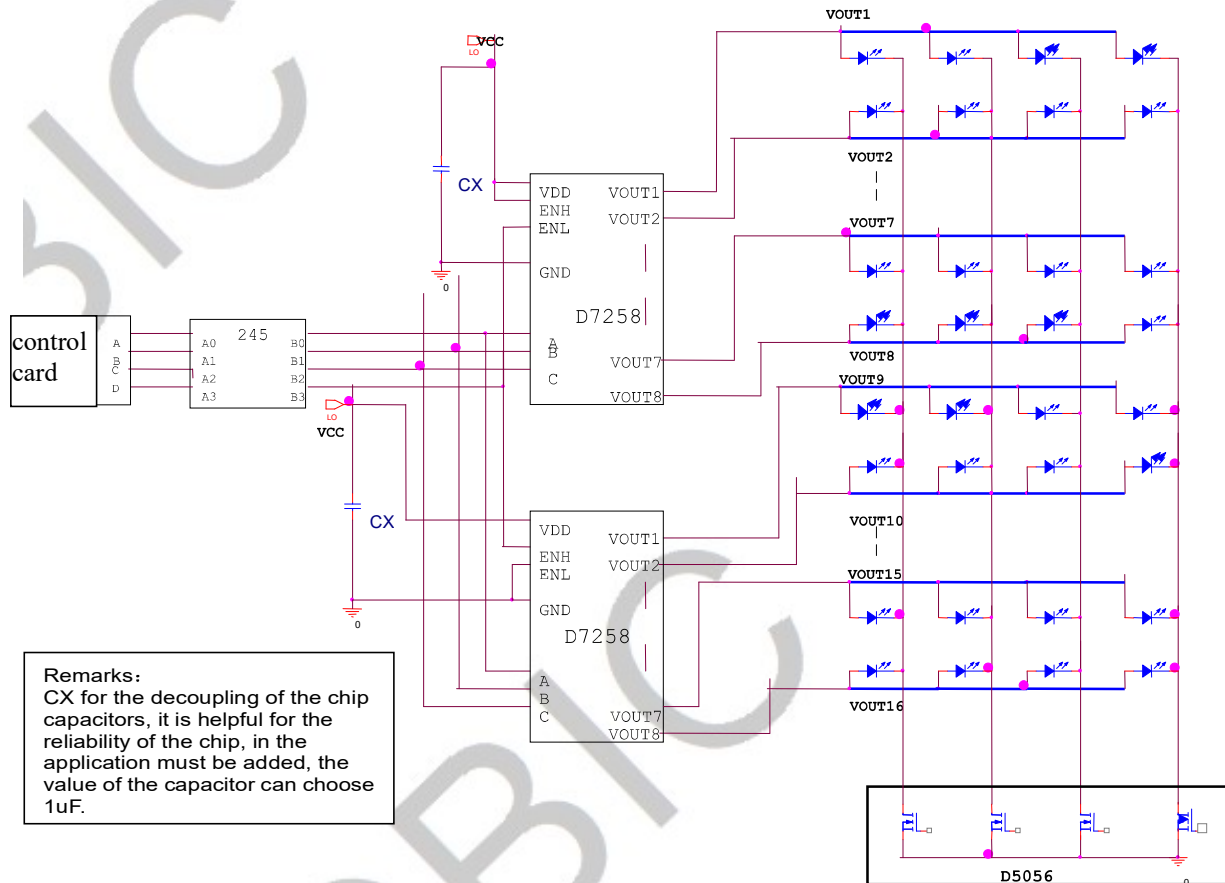 VOUT1
VCC
LO
CX
VDD
VOUT1
ENH
VOUT2
ENL
GND
0
D7258
A
B
C
VOUT7
VOUT8
VOUT2
VOUT7
VOUT8
VOUT9
control
card
A
B
C
D
245
A0
B0
A1
B1
A2
B2
A3
B3
LO
VCC
CX
0
VDD
VOUT1
ENH
VOUT2
ENL
GND
D7258
A
B
C
VOUT7
VOUT8
VOUT10
VOUT15
VOUT16
Remarks:
CX for the decoupling of the chip
capacitors, it is helpful for the
reliability of the chip, in the
application must be added, the
value of the capacitor can choose
1uF.
D5056
0
BIC
BIC